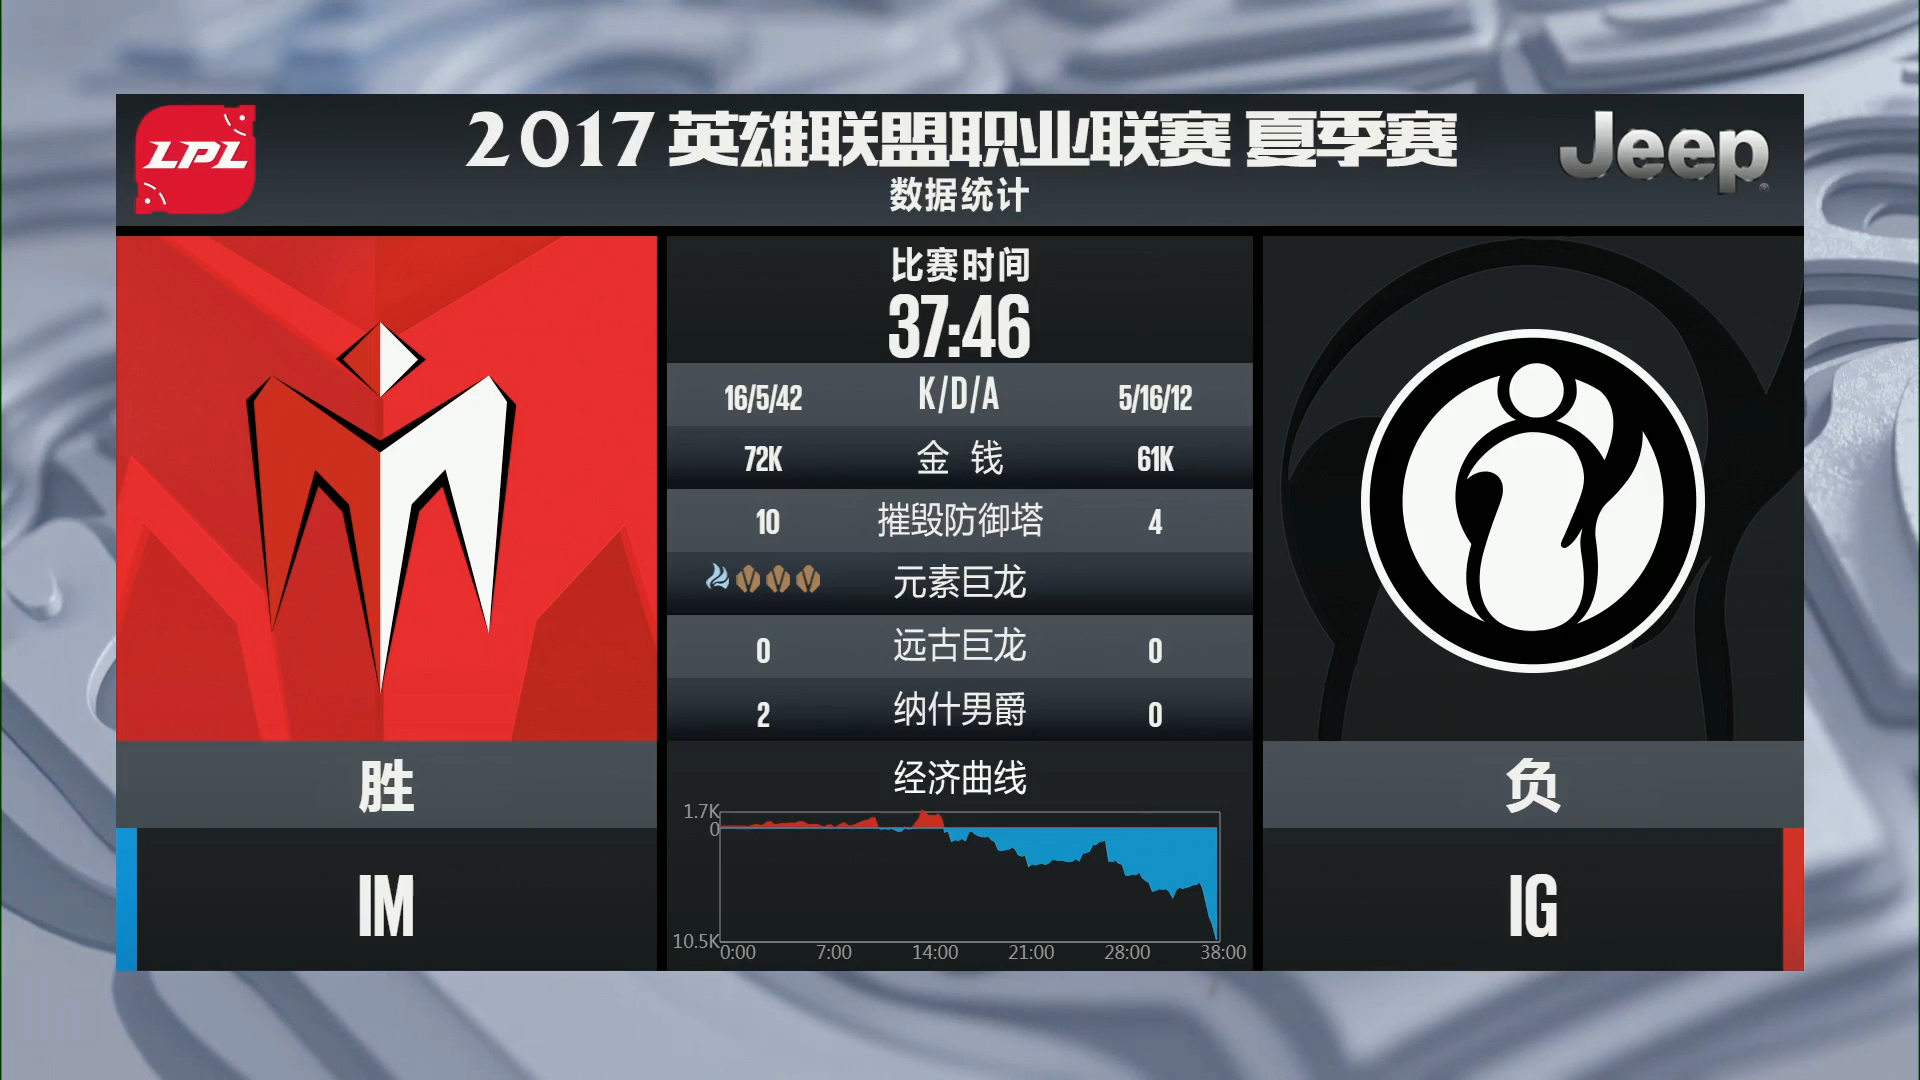 LPL
2017 英雄联盟职业联赛 夏季赛
Jeep
数据统计
比赛时间
37:46
16/5/42 K/D/A 5/16/12
72K 金 钱 61K
10 摧毁防御塔 4
元素巨龙
0 远古巨龙 0
2 纳什男爵 0
经济曲线
1.7K
0
10.5K
0:00 7:00 14:00 21:00 28:00 38:00
胜
负
IM
IG